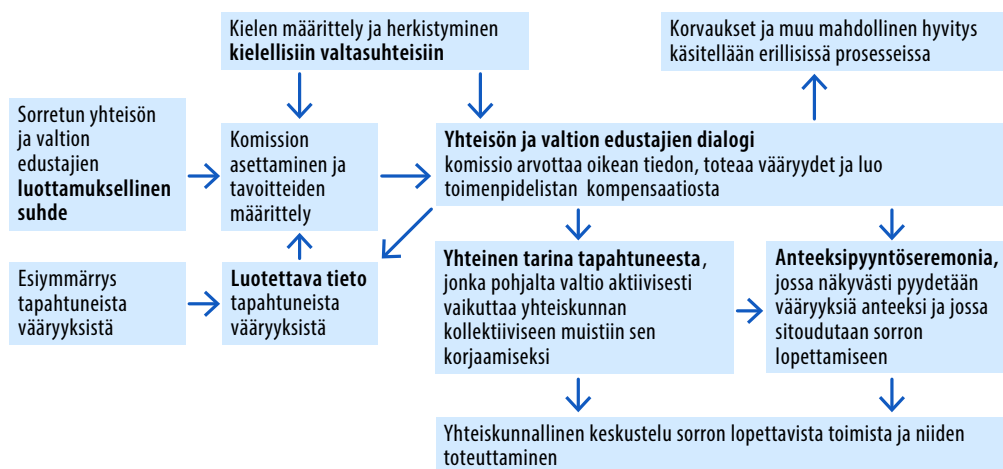 Kielen määrittely ja herkistyminen
kielellisiin valtasuhteisiin
Korvaukset ja muu mahdollinen hyvitys
käsitellään erillisissä prosesseissa
Sorretun yhteisön
ja valtion
edustajien
luottamuksellinen
suhde
Komission
asettaminen ja
tavoitteiden
määrittely
Yhteisön ja valtion edustajien dialogi
komissio arvottaa oikean tiedon, toteaa vääryydet ja luo
toimenpidelistan kompensaatiosta
Esiymmärrys
tapahtuneista
vääryyksistä
Luotettava tieto
tapahtuneista
vääryyksistä
Yhteinen tarina tapahtuneesta,
jonka pohjalta valtio aktiivisesti
vaikuttaa yhteiskunnan
kollektiiviseen muistiin sen
korjaamiseksi
Anteeksipyyntöseremonia,
jossa näkyvästi pyydetään
vääryyksiä anteeksi ja jossa
sitoudutaan sorron
lopettamiseen
Yhteiskunnallinen keskustelu sorron lopettavista toimista ja niiden
toteuttaminen